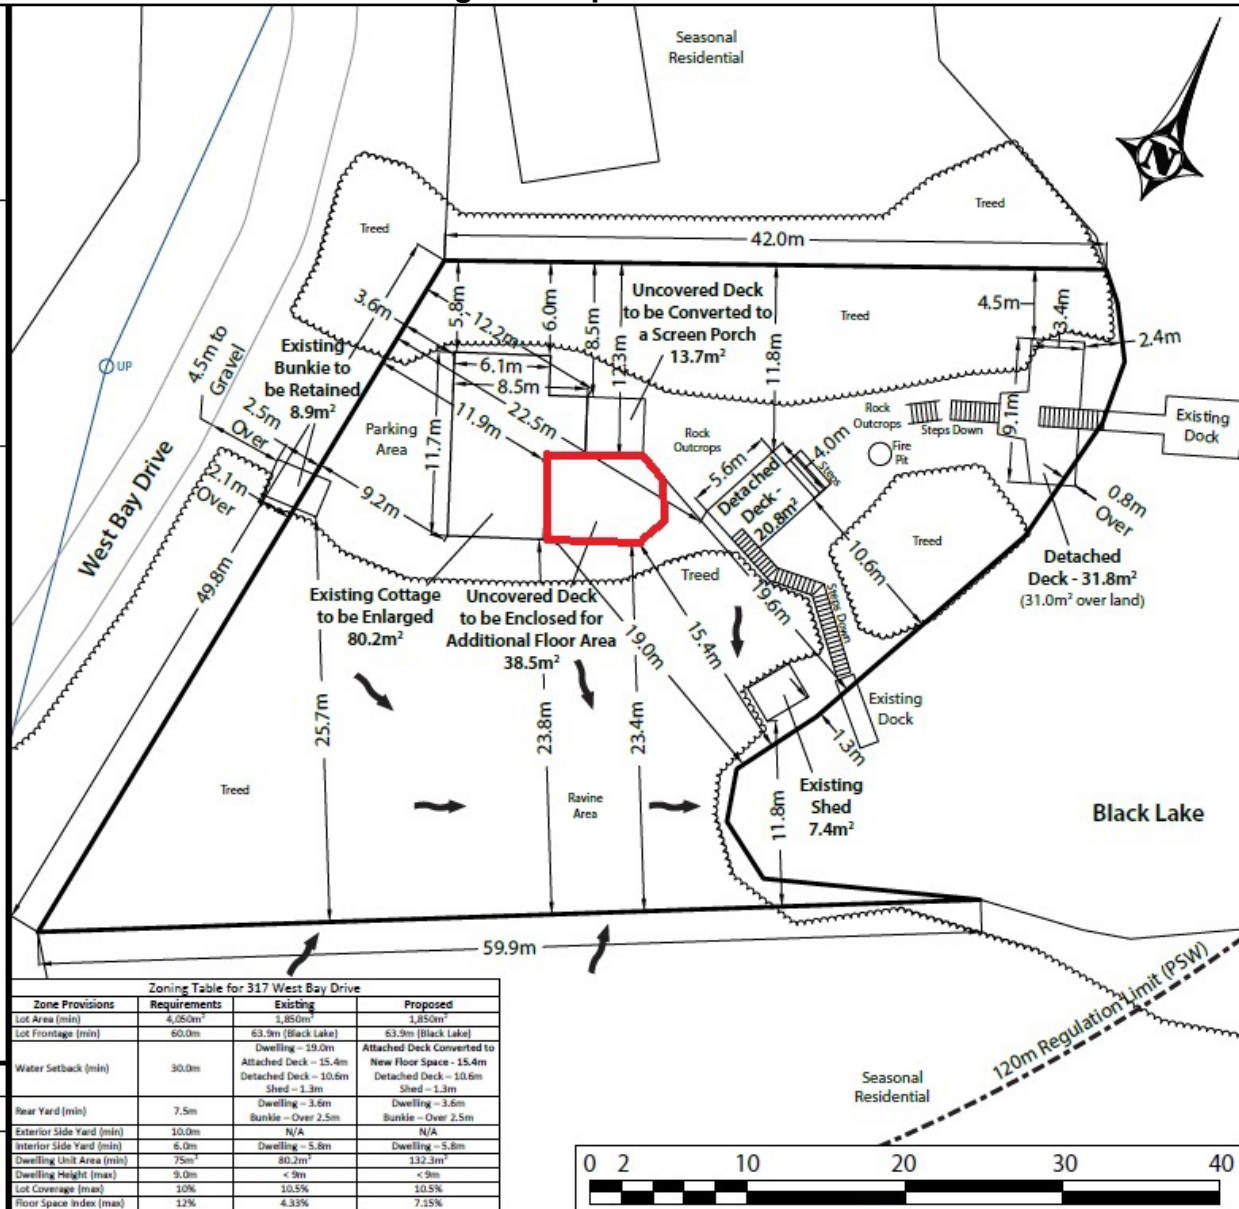 Seasonal
Residential
N
Treed
Treed
42.0m
3.6m
5.8m
12.2m
6.0m
8.5m
12.3m
Uncovered Deck
to be Converted to
a Screen Porch
13.7m²
11.8m
Treed
4.5m
3.4m
2.4m
UP
4.5m to
Gravel
Existing
Bunkie to
be Retained
8.9m²
6.1m
8.5m
2.5m
Over
11.9m
22.5m
Parking
Area
11.7m
Rock
Outcrops
Rock
Outcrops
Steps Down
9.1m
Existing
Dock
Fire
Pit
5.6m
4.0m
Steps
Detached
Deck -
20.8m²
West Bay Drive
2.1m
Over
9.2m
0.8m
Over
Treed
10.6m
Detached
Deck - 31.8m²
(31.0m² over land)
49.8m
Existing Cottage
to be Enlarged
80.2m²
Uncovered Deck
to be Enclosed for
Additional Floor Area
38.5m²
Treed
19.6m
Steps Down
19.0m
15.4m
Existing
Dock
25.7m
23.8m
23.4m
1.3m
Treed
Ravine
Area
11.8m
Existing
Shed
7.4m²
Black Lake
59.9m
120m Regulation Limit (PSW)
Seasonal
Residential
Zoning Table for 317 West Bay Drive
Zone Provisions Requirements Existing Proposed
Lot Area (min) 4,050m² 1,850m² 1,850m²
Lot Frontage (min) 60.0m 63.9m (Black Lake) 63.9m (Black Lake)
Water Setback (min) 30.0m
Dwelling – 19.0m
Attached Deck – 15.4m
Detached Deck – 10.6m
Shed – 1.3m
Attached Deck Converted to
New Floor Space - 15.4m
Detached Deck – 10.6m
Shed – 1.3m
Rear Yard (min) 7.5m
Dwelling – 3.6m
Bunkie – Over 2.5m
Dwelling – 3.6m
Bunkie – Over 2.5m
Exterior Side Yard (min) 10.0m N/A N/A
Interior Side Yard (min) 6.0m Dwelling – 5.8m Dwelling – 5.8m
Dwelling Unit Area (min) 75m² 80.2m² 132.3m²
Dwelling Height (max) 9.0m < 9m < 9m
Lot Coverage (max) 10% 10.5% 10.5%
Floor Space Index (max) 12% 4.33% 7.15%
0 2 10 20 30 40